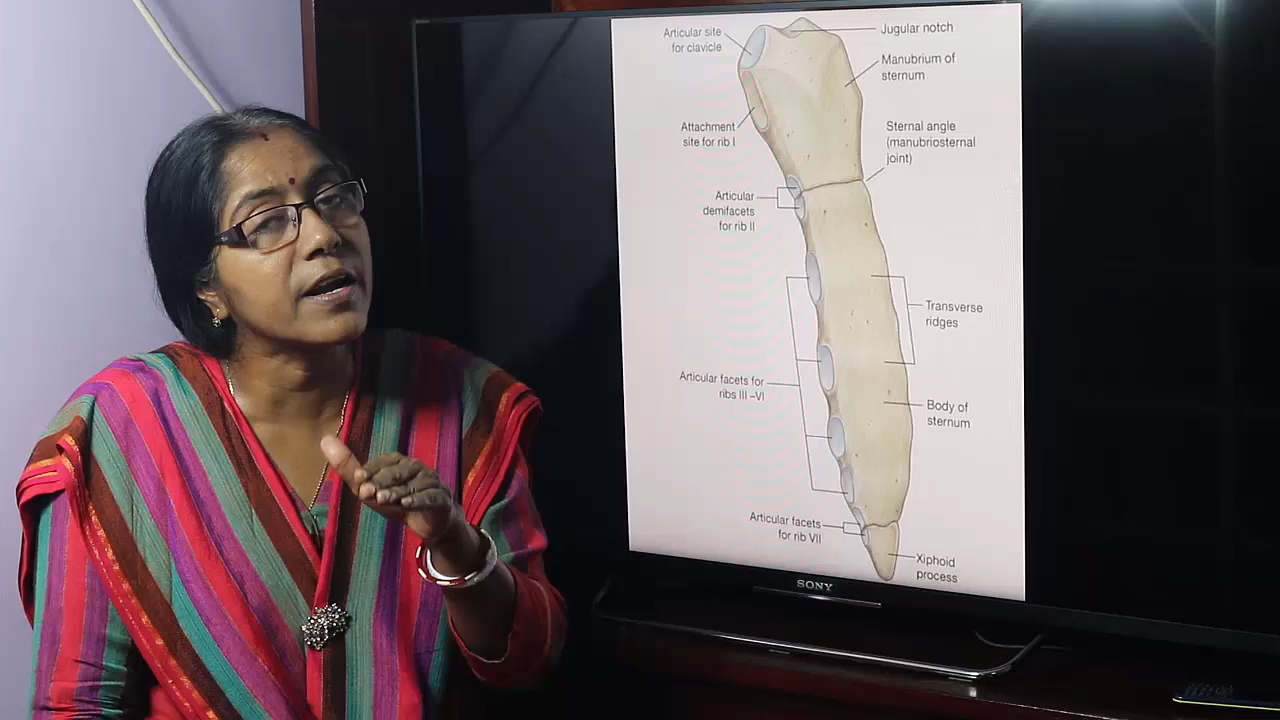 Articular site
for clavicle
Jugular notch
Manubrium of
sternum
Attachment
site for rib I
Sternal angle
(manubriosternal
joint)
Articular
demifacets
for rib II
Transverse
ridges
Articular facets for
ribs III –VI
Body of
sternum
Articular facets
for rib VII
Xiphoid
process
SONY